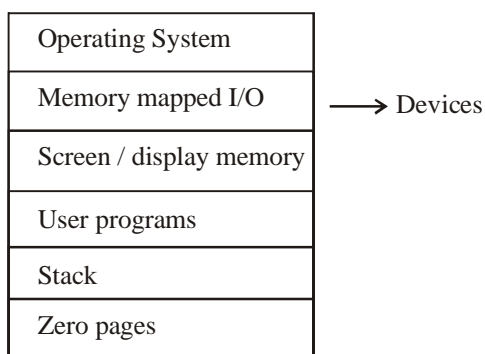 Operating System
Memory mapped I/O
Devices
Screen / display memory
User programs
Stack
Zero pages